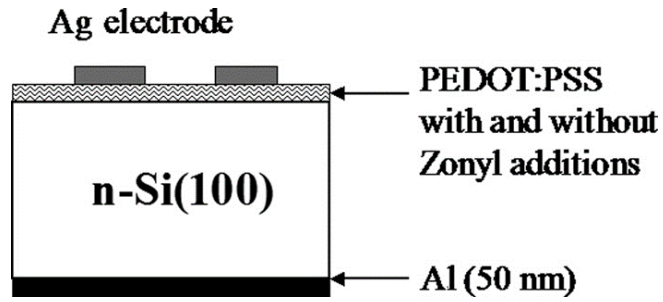 Ag electrode
PEDOT:PSS
with and without
Zonyl additions
n-Si(100)
Al (50 nm)